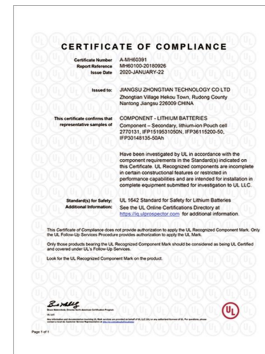 CERTIFICATE OF COMPLIANCE
Certificate Number A-MH60391
Report Reference MH60100-20180926
Issue Date 2020-JANUARY-22
Issued to: JIANGSU ZHONGTIAN TECHNOLOGY CO LTD
Zhongtian Village Hekou Town, Rudong County
Nantong Jiangsu 226009 CHINA
This certificate confirms that COMPONENT - LITHIUM BATTERIES
representative samples of Component – Secondary, lithium-ion Pouch cell
2770131, IFP1519531050N, IFP36115200-50,
IFP30148135-50Ah
Have been investigated by UL in accordance with the
component requirements in the Standard(s) indicated on
this Certificate. UL Recognized components are incomplete
in certain constructional features or restricted in
performance capabilities and are intended for installation in
complete equipment submitted for investigation to UL LLC.
Standard(s) for Safety: UL 1642 Standard for Safety for Lithium Batteries
Additional Information: See the UL Online Certifications Directory at
https://iq.ulprospector.com for additional information.
This Certificate of Compliance does not provide authorization to apply the UL Recognized Component Mark. Only
the UL Follow-Up Services Procedure provides authorization to apply the UL Mark.
Only those products bearing the UL Recognized Component Mark should be considered as being UL Certified
and covered under UL's Follow-Up Services.
Look for the UL Recognized Component Mark on the product.
UL
Page 1 of 1